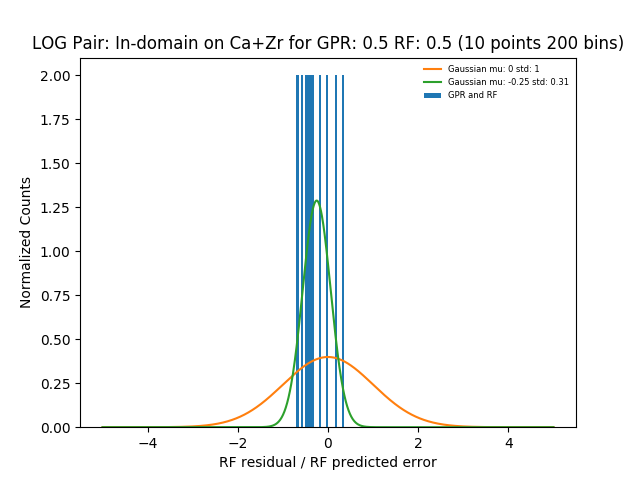 LOG Pair: In-domain on Ca+Zr for GPR: 0.5 RF: 0.5 (10 points 200 bins)
Gaussian mu: 0 std: 1
Gaussian mu: -0.25 std: 0.31
GPR and RF
Normalized Counts
2.00
1.75
1.50
1.25
1.00
0.75
0.50
0.25
0.00
−4
−2
0
2
4
RF residual / RF predicted error